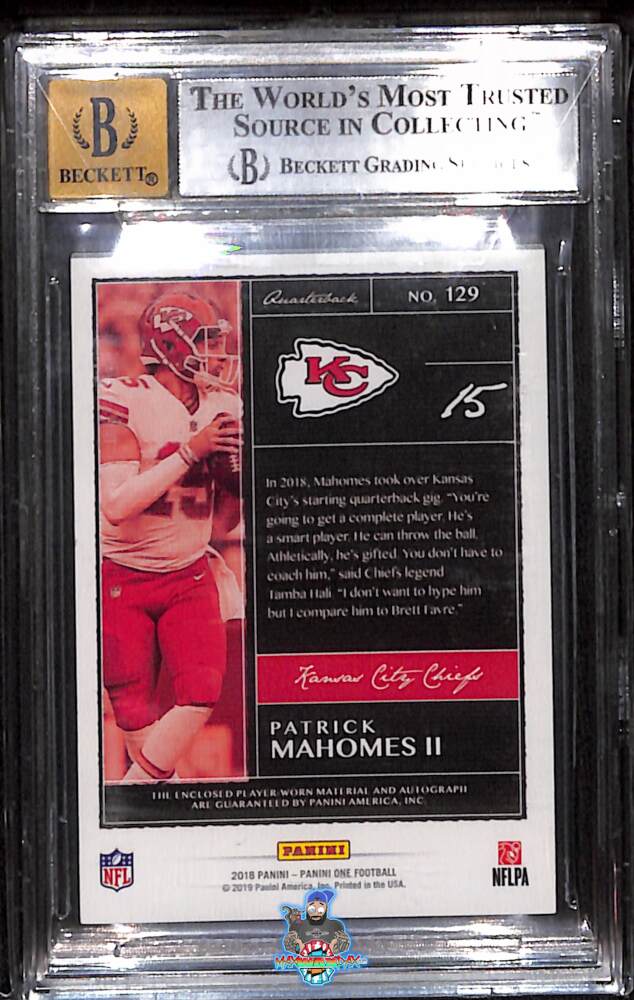 THE WORLD'S MOST TRUSTED
SOURCE IN COLLECTING™
B
BECKETT®
B BECKETT GRADING
Quarterback
NO. 129
KC
15
In 2018, Mahomes took over Kansas
City's starting quarterback gig. "You're
going to get a complete player. He's
a smart player. He can throw the ball.
Athletically, he's gifted. You don't have to
coach him," said Chiefs legend
Tamba Hali. "I don't want to hype him
but I compare him to Brett Favre."
Kansas City Chiefs
PATRICK
MAHOMES II
THE ENCLOSED PLAYER-WORN MATERIAL AND AUTOGRAPH
ARE GUARANTEED BY PANINI AMERICA, INC.
PANINI
NFL
2018 PANINI – PANINI ONE FOOTBALL
© 2019 Panini America, Inc. Printed in the USA.
NFLPA